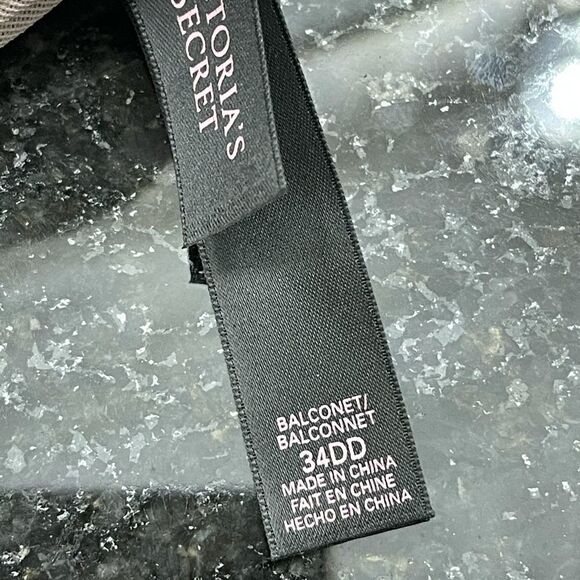 TORIA'S
SECRET
BALCONET/
BALCONNET
34DD
MADE IN CHINA
FAIT EN CHINE
HECHO EN CHINA